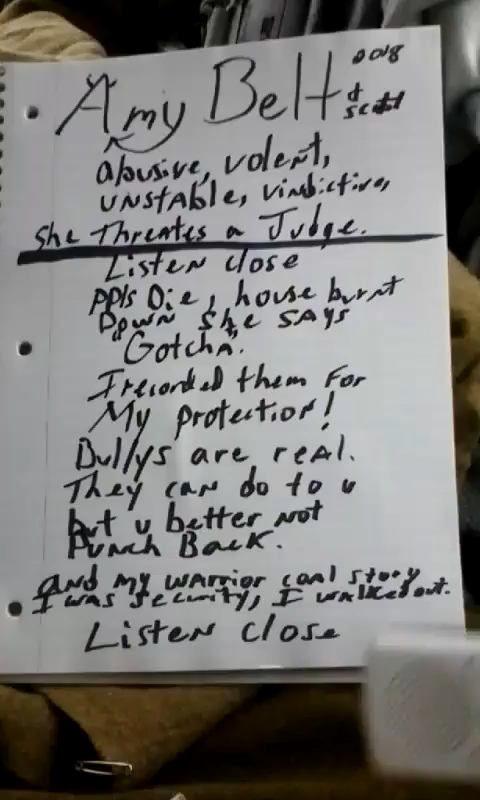 Amy Belt
& scott
abusive, volent,
unstable, vindictive,
She Threates a Judge.
Listen close
ppls Die, house burnt
Down she says
"Gotcha".
I recorded them for
My protection!
Bullys are real.
They can do to u
but u better not
Punch Back.
and my warrior coal story
I was security, I walked out.
Listen close